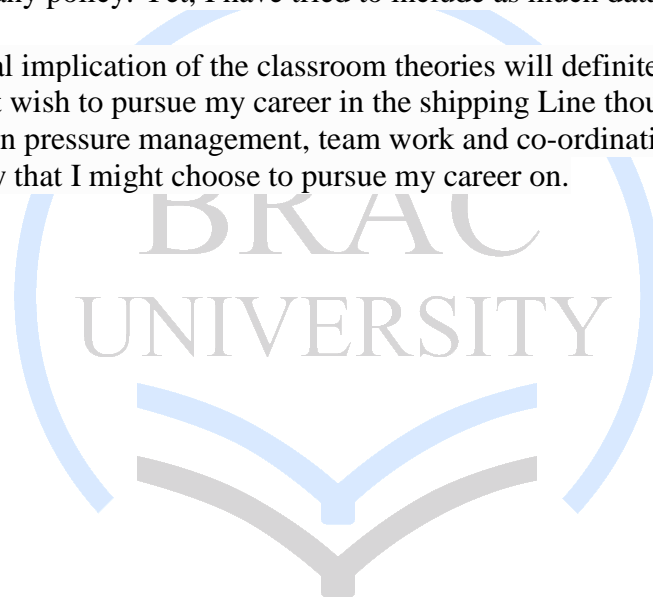 any policy? Yet, I have tried to include as much data
al implication of the classroom theories will definite
t wish to pursue my career in the shipping Line thou
n pressure management, team work and co-ordinati
y that I might choose to pursue my career on.
BRAC
UNIVERSITY